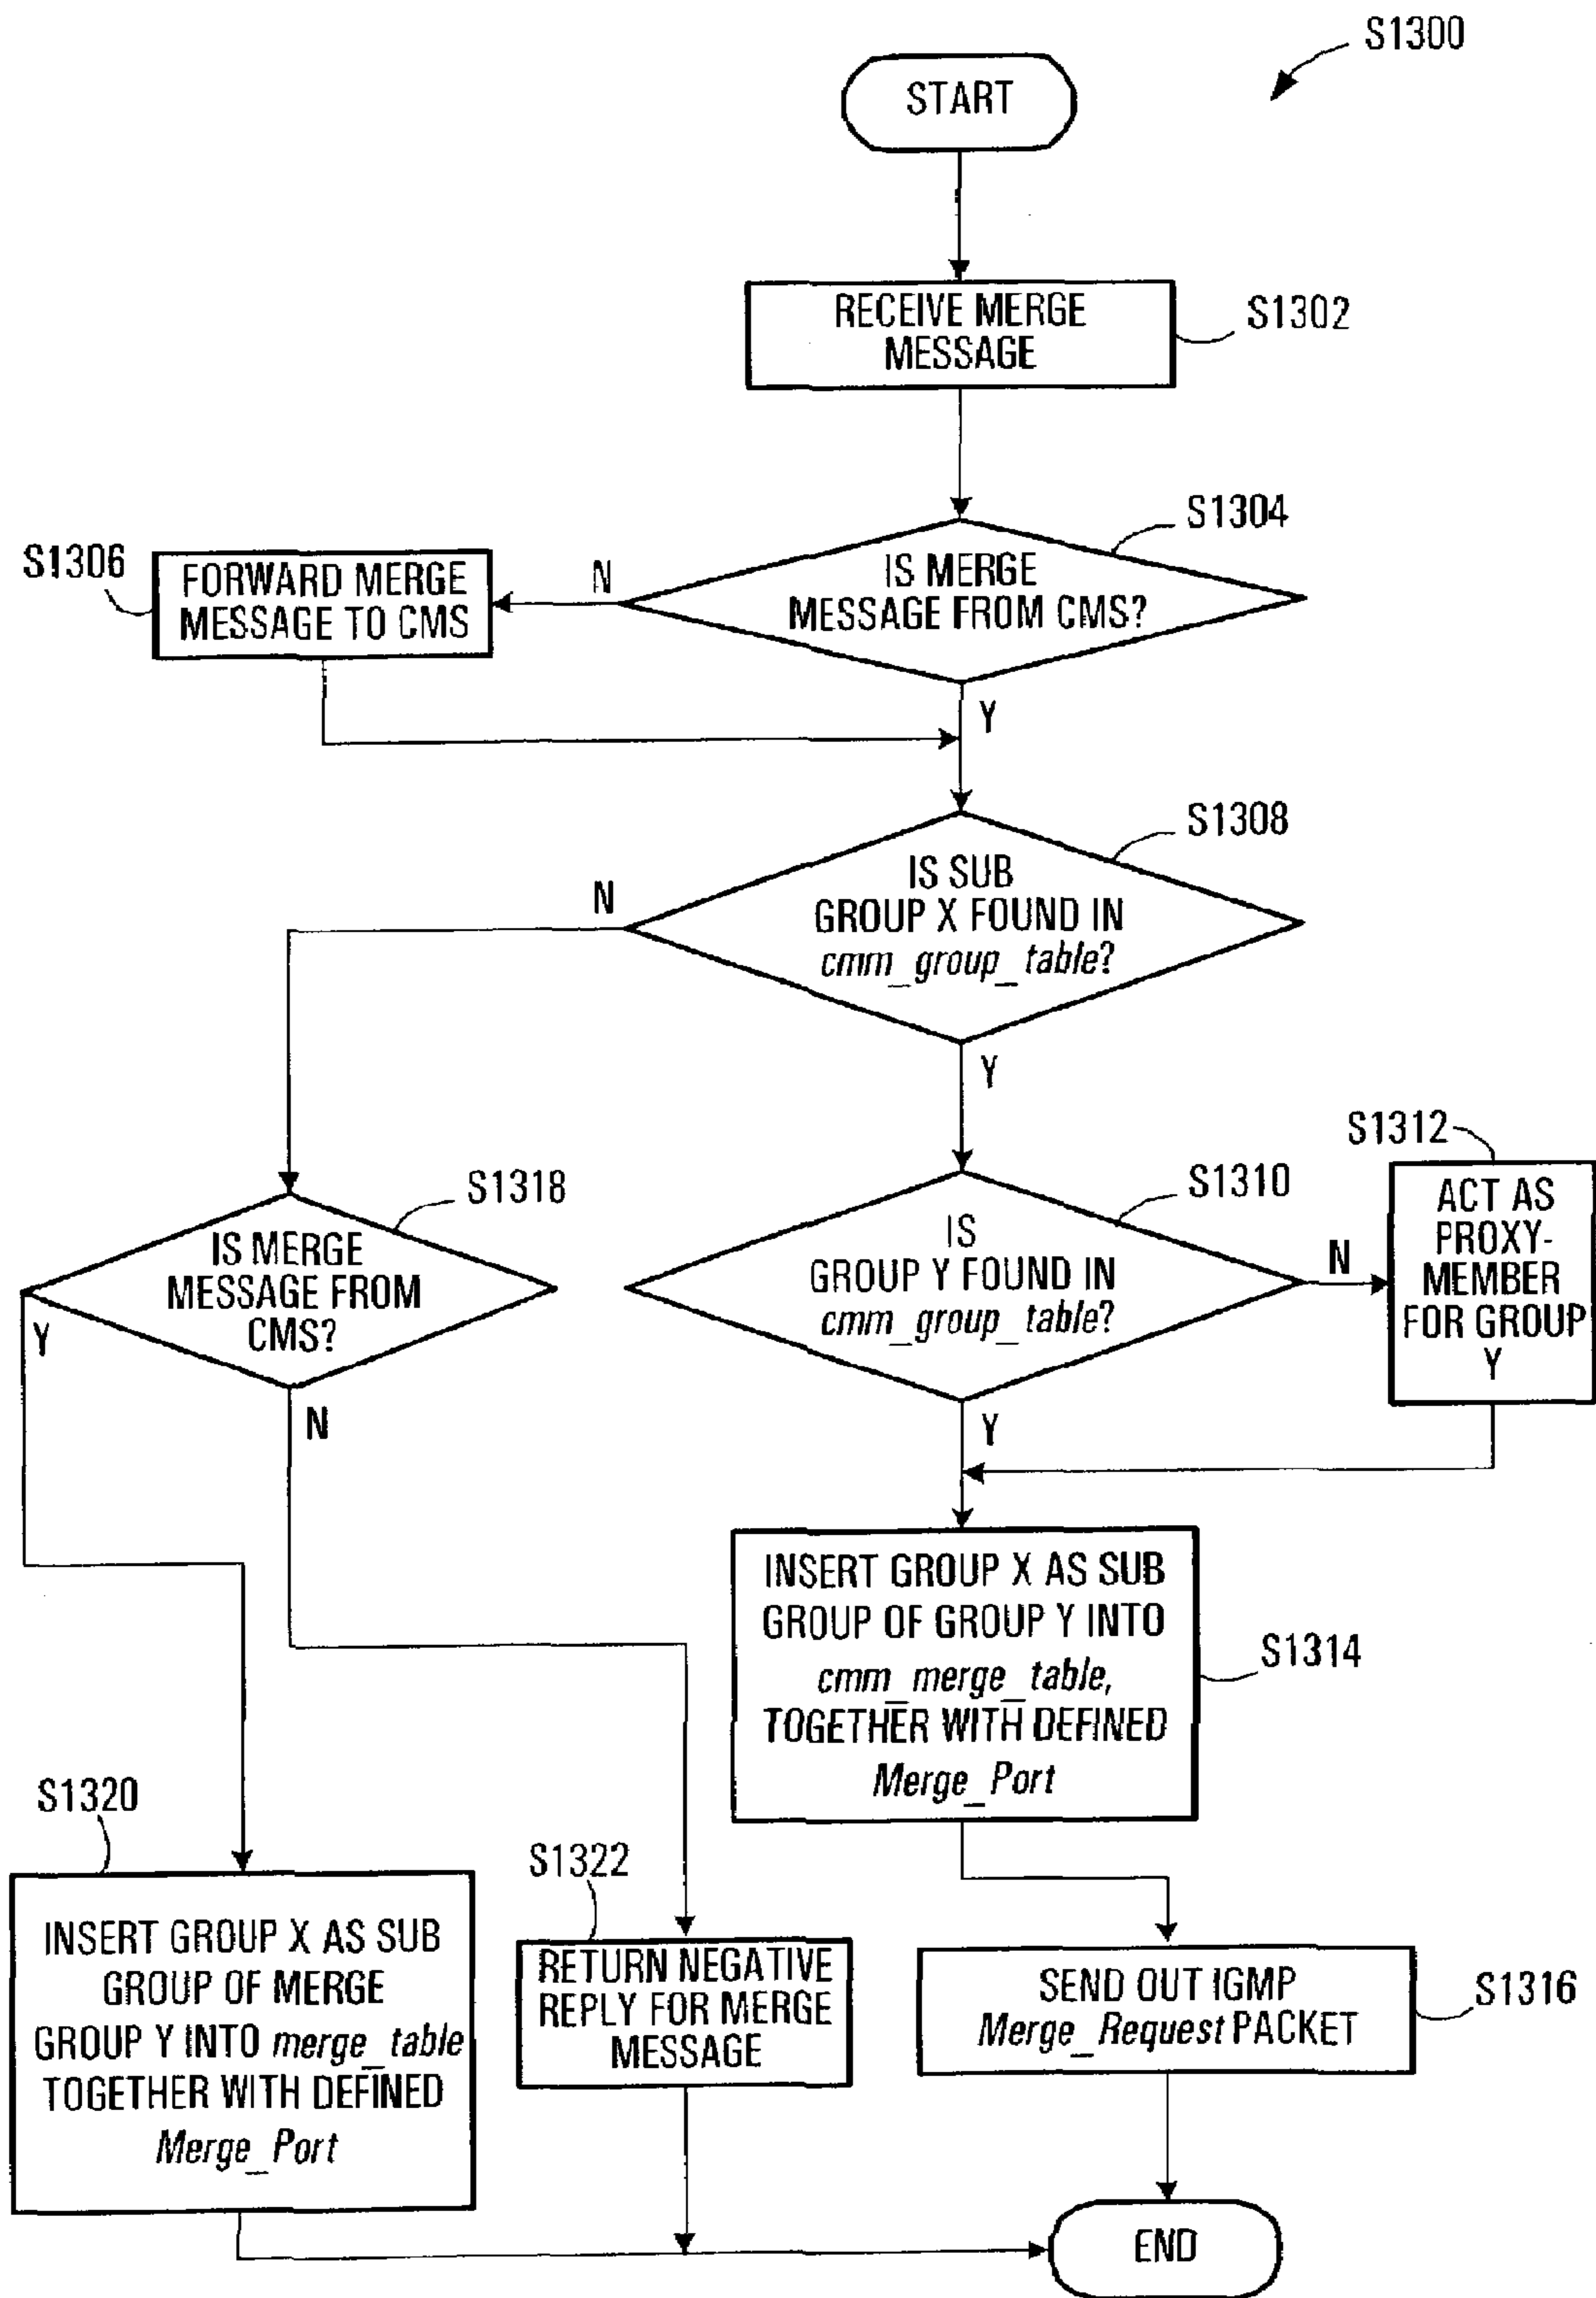 S1300
START
RECEIVE MERGE
MESSAGE
S1302
S1304
IS MERGE
MESSAGE FROM CMS?
N
Y
S1306
FORWARD MERGE
MESSAGE TO CMS
S1308
IS SUB
GROUP X FOUND IN
cmm_group_table?
N
Y
S1310
IS
GROUP Y FOUND IN
cmm_group_table?
N
Y
S1312
ACT AS
PROXY-
MEMBER
FOR GROUP
Y
S1318
IS MERGE
MESSAGE FROM
CMS?
Y
N
INSERT GROUP X AS SUB
GROUP OF GROUP Y INTO
cmm_merge_table,
TOGETHER WITH DEFINED
Merge_Port
S1314
S1320
INSERT GROUP X AS SUB
GROUP OF MERGE
GROUP Y INTO merge_table
TOGETHER WITH DEFINED
Merge_Port
S1322
RETURN NEGATIVE
REPLY FOR MERGE
MESSAGE
SEND OUT IGMP
Merge_Request PACKET
S1316
END